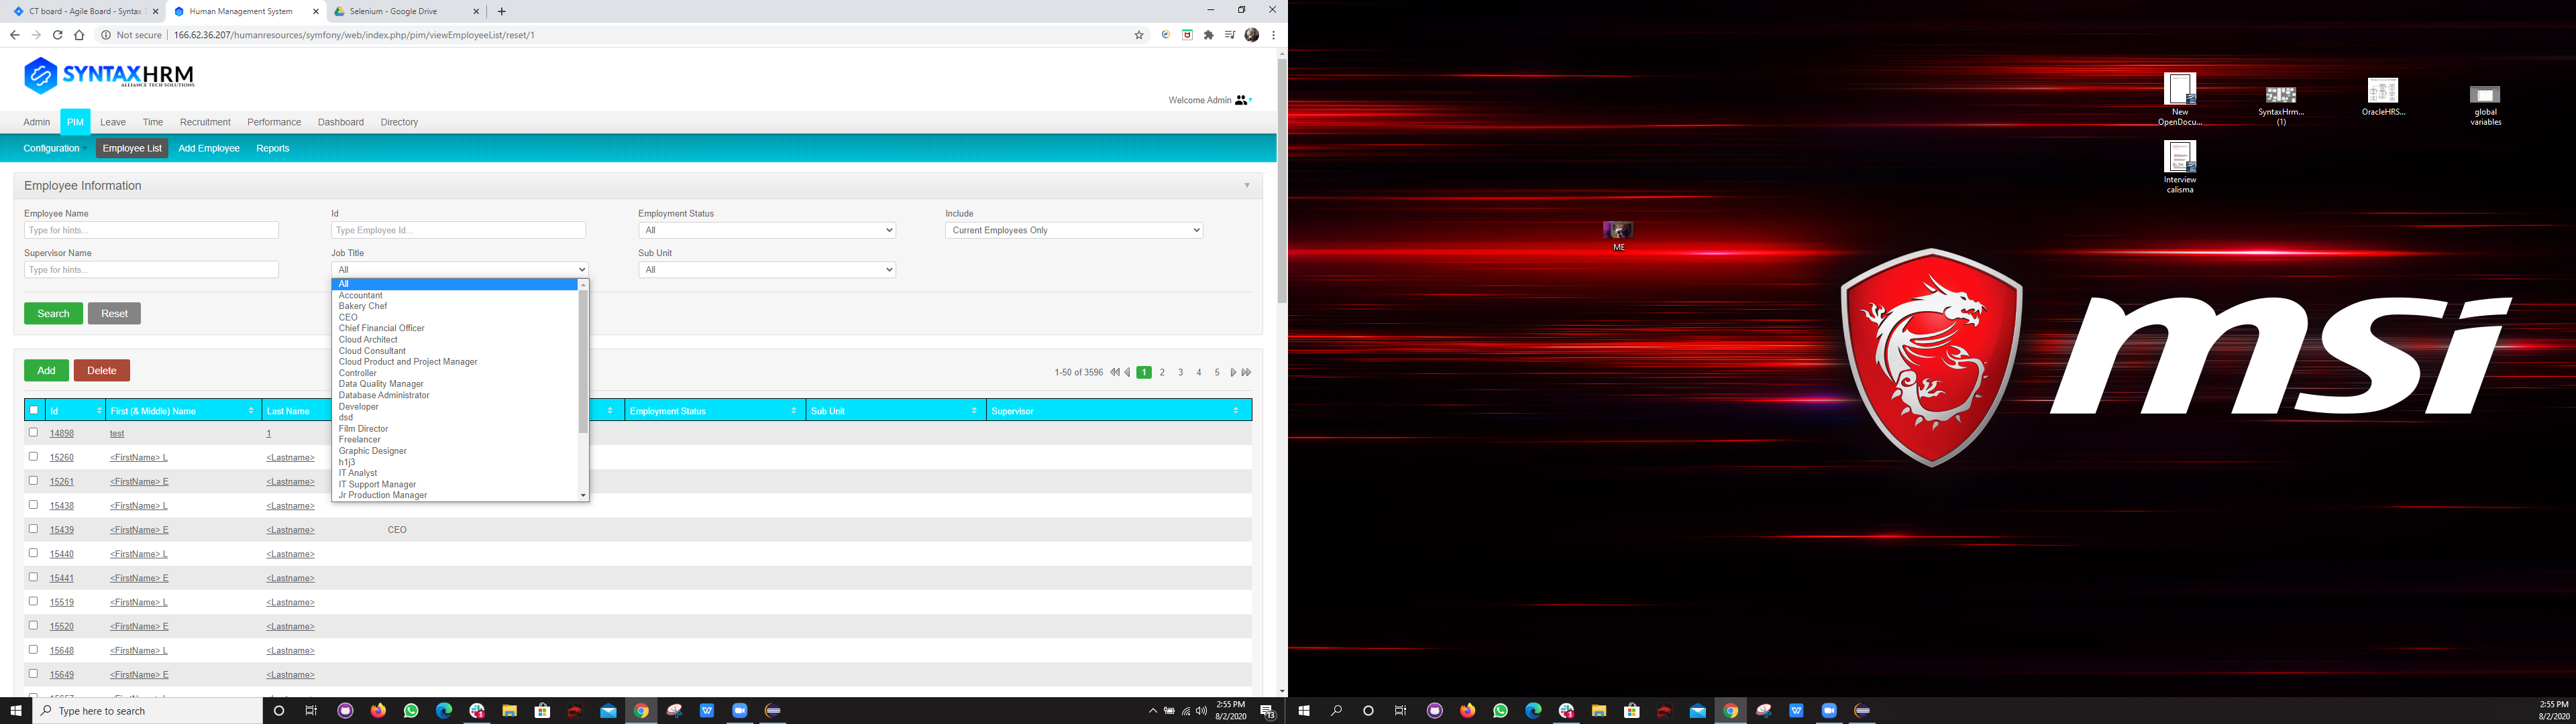 CT board - Agile Board - Syntax
Human Management System
Selenium - Google Drive
Not secure | 166.62.36.207/humanresources/symfony/web/index.php/pim/viewEmployeeList/reset/1
SYNTAXHRM
ALLIANCE TECH SOLUTIONS
Welcome Admin
Admin PIM Leave Time Recruitment Performance Dashboard Directory
Configuration Employee List Add Employee Reports
Employee Information
Employee Name Id Employment Status Include
Type for hints... Type Employee Id... All Current Employees Only
Supervisor Name Job Title Sub Unit
Type for hints... All All
All
Accountant
Bakery Chef
CEO
Chief Financial Officer
Cloud Architect
Cloud Consultant
Cloud Product and Project Manager
Controller
Data Quality Manager
Database Administrator
Developer
dsd
Film Director
Freelancer
Graphic Designer
h1j3
IT Analyst
IT Support Manager
Jr Production Manager
Search Reset
Add Delete
1-50 of 3596 1 2 3 4 5
Id First (& Middle) Name Last Name Employment Status Sub Unit Supervisor
14898 test 1
15260 <FirstName> L <Lastname>
15261 <FirstName> E <Lastname>
15438 <FirstName> L <Lastname>
15439 <FirstName> E <Lastname> CEO
15440 <FirstName> L <Lastname>
15441 <FirstName> E <Lastname>
15519 <FirstName> L <Lastname>
15520 <FirstName> E <Lastname>
15648 <FirstName> L <Lastname>
15649 <FirstName> E <Lastname>
Type here to search
2:55 PM
8/2/2020
13
New
OpenDocu...
SyntaxHrm...
(1)
OracleHRS...
global
variables
Interview
calisma
ME
msi
2:55 PM
8/2/2020